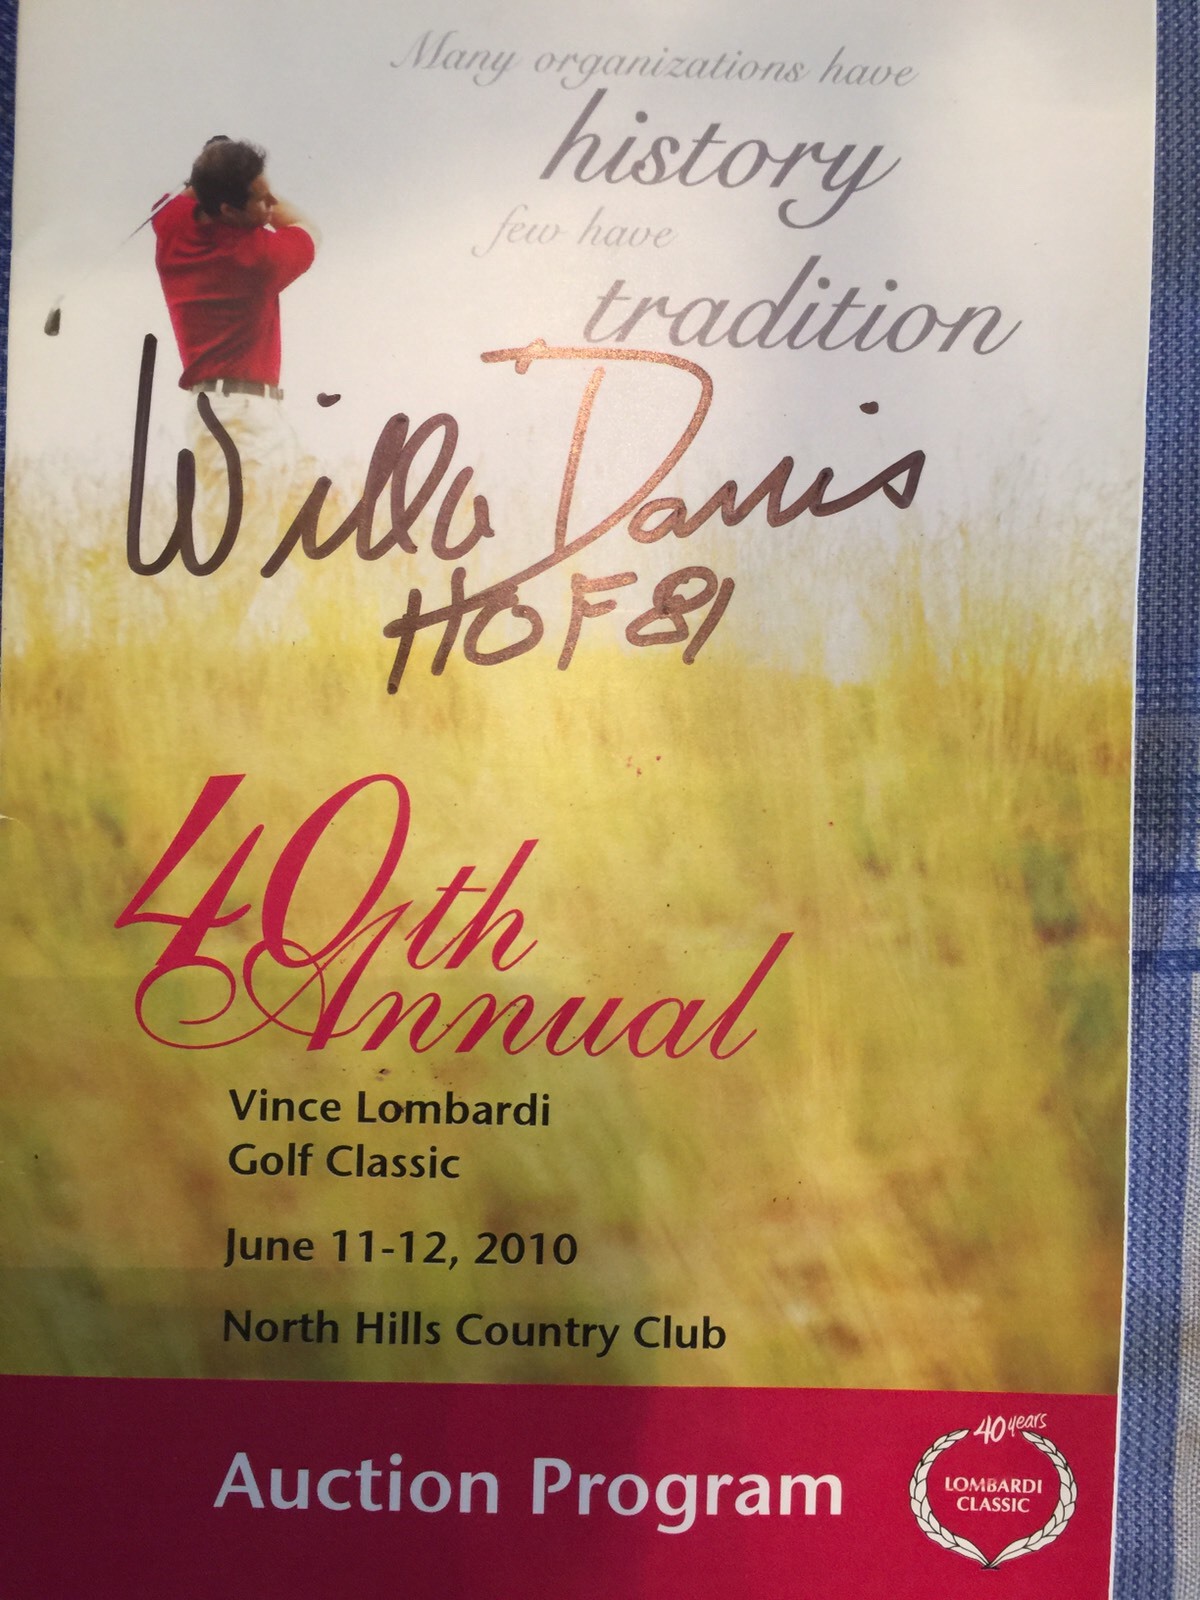 Many organizations have
history
few have
tradition
Willie Davis
HOF 81
40th
Annual
Vince Lombardi
Golf Classic
June 11-12, 2010
North Hills Country Club
Auction Program
40 years
LOMBARDI
CLASSIC